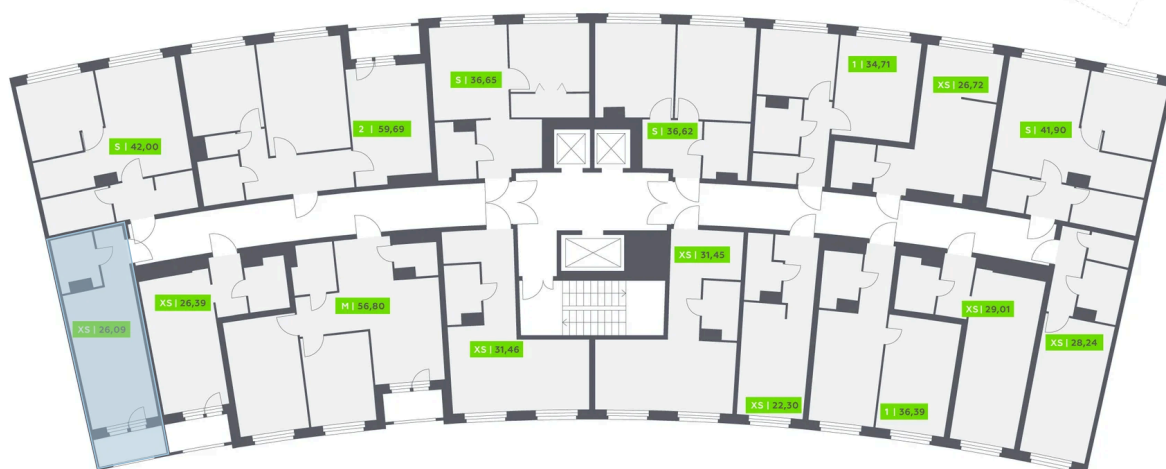 S | 42,00
2 | 59,69
S | 36,65
S | 36,62
1 | 34,71
XS | 26,72
S | 41,90
XS | 26,09
XS | 26,39
M | 56,80
XS | 31,46
XS | 31,45
XS | 22,30
1 | 36,39
XS | 29,01
XS | 28,24